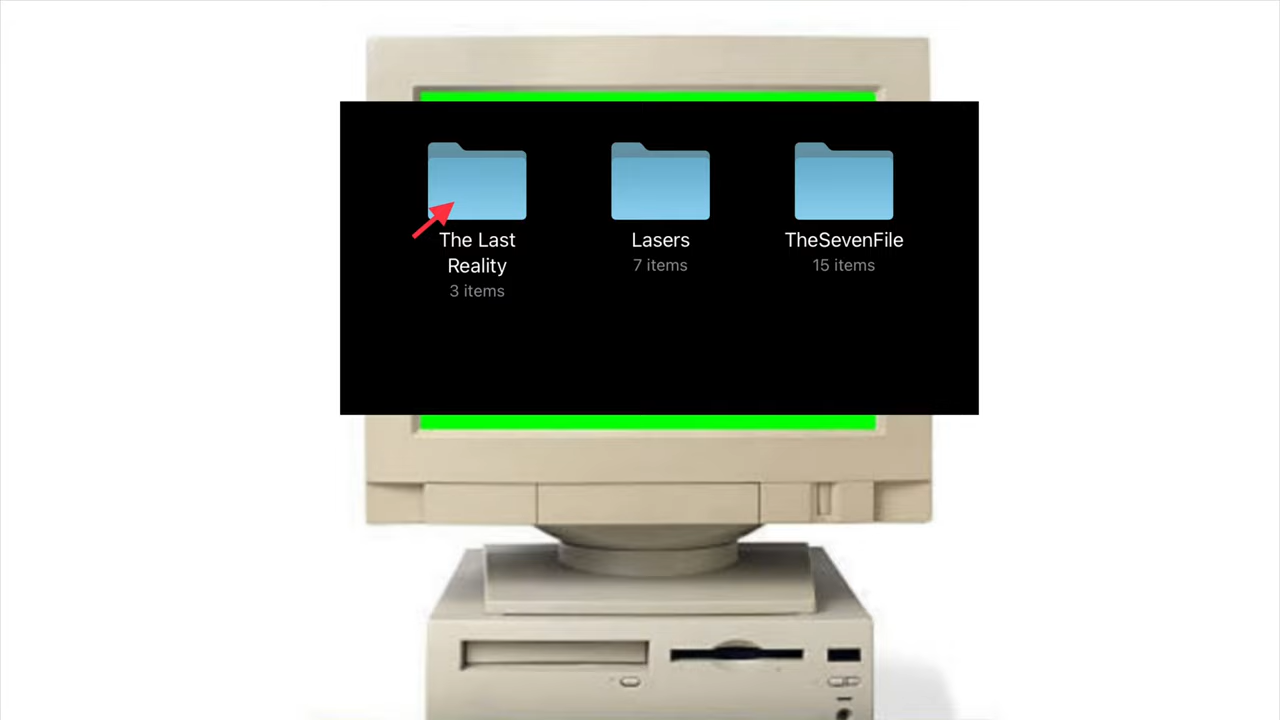 The Last
Reality
3 items
Lasers
7 items
TheSevenFile
15 items